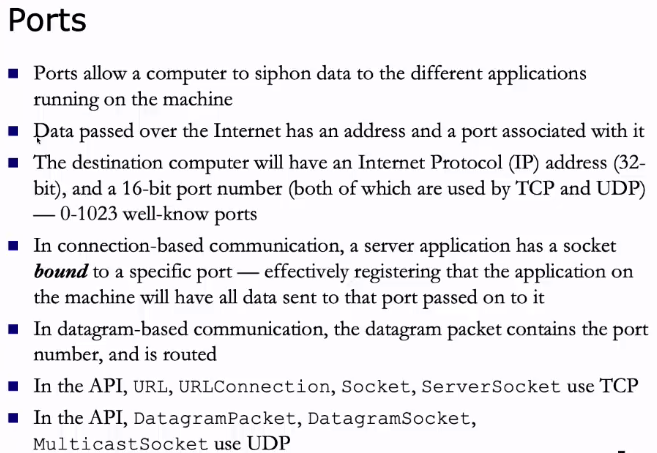 Ports
Ports allow a computer to siphon data to the different applications
running on the machine
Data passed over the Internet has an address and a port associated with it
The destination computer will have an Internet Protocol (IP) address (32-
bit), and a 16-bit port number (both of which are used by TCP and UDP)
— 0-1023 well-know ports
In connection-based communication, a server application has a socket
bound to a specific port — effectively registering that the application on
the machine will have all data sent to that port passed on to it
In datagram-based communication, the datagram packet contains the port
number, and is routed
In the API, URL, URLConnection, Socket, ServerSocket use TCP
In the API, DatagramPacket, DatagramSocket,
MulticastSocket use UDP